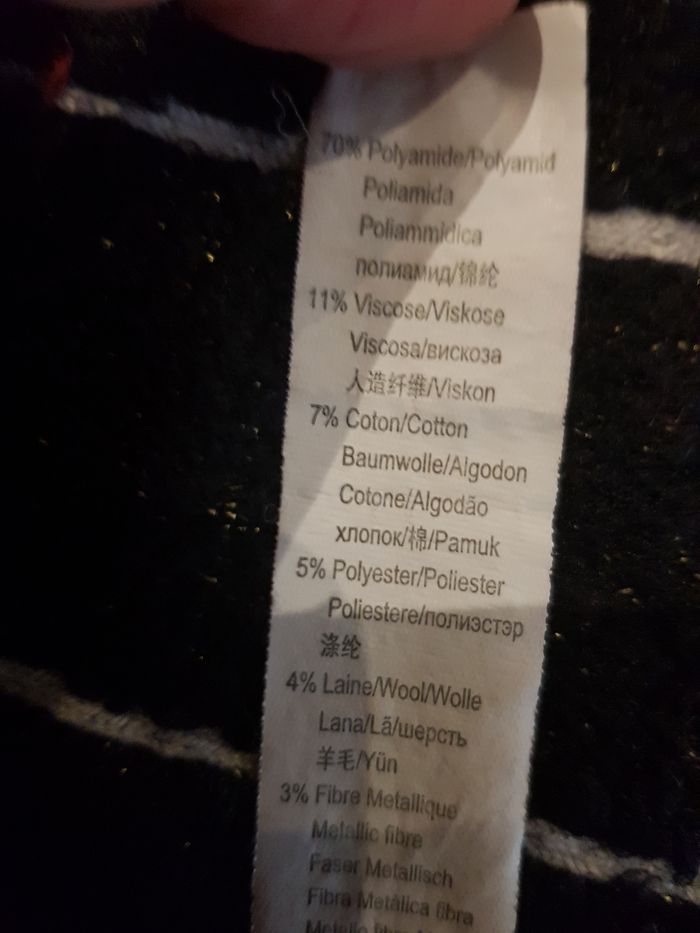 70% Polyamide/Polyamid
Poliamida
Poliammidica
полиамид/锦纶
11% Viscose/Viskose
Viscosa/вискоза
人造纤维/Viskon
7% Coton/Cotton
Baumwolle/Algodon
Cotone/Algodão
хлопок/棉/Pamuk
5% Polyester/Poliester
Poliestere/полиэстэр
涤纶
4% Laine/Wool/Wolle
Lana/Lã/шерсть
羊毛/Yün
3% Fibre Metallique
Metallic fibre
Faser Metallisch
Fibra Metàlica fibra